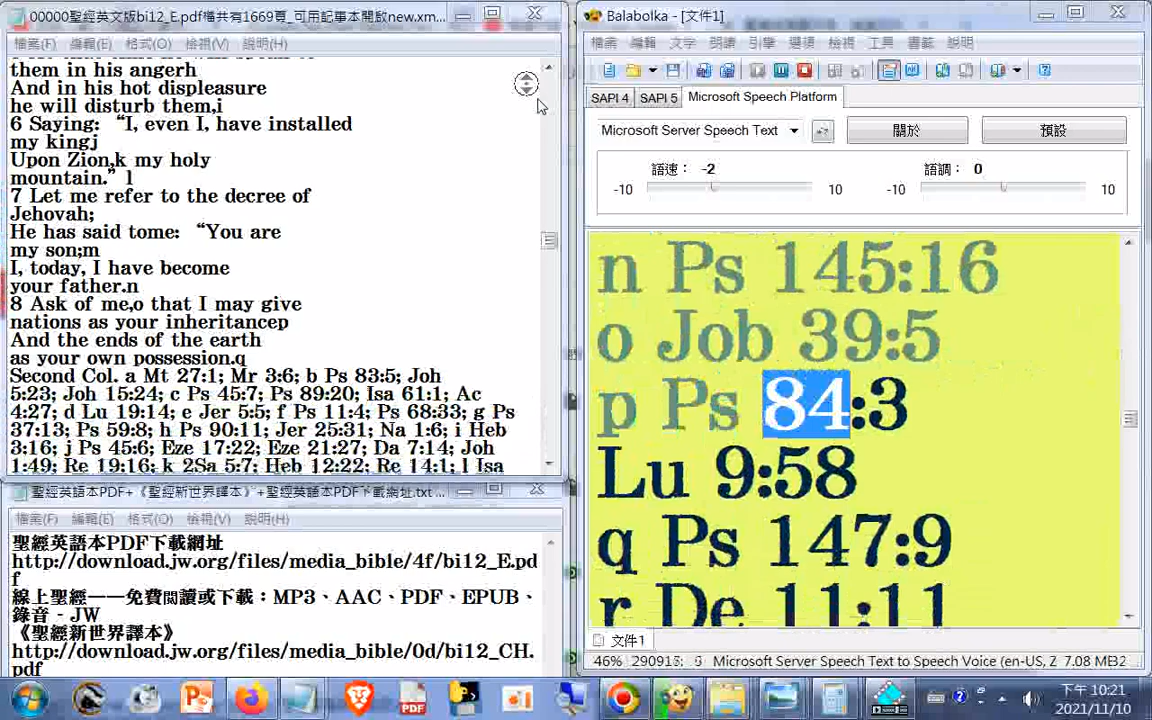 00000聖經英文版bi12_E.pdf檔共有1669頁_可用記事本開啟new.xm...
檔案(F) 編輯(E) 格式(O) 檢視(V) 說明(H)
them in his angerh
And in his hot displeasure
he will disturb them,i
6 Saying: “I, even I, have installed
my kingj
Upon Zion,k my holy
mountain.” l
7 Let me refer to the decree of
Jehovah;
He has said tome: “You are
my son;m
I, today, I have become
your father.n
8 Ask of me,o that I may give
nations as your inheritancep
And the ends of the earth
as your own possession.q
Second Col. a Mt 27:1; Mr 3:6; b Ps 83:5; Joh
5:23; Joh 15:24; c Ps 45:7; Ps 89:20; Isa 61:1; Ac
4:27; d Lu 19:14; e Jer 5:5; f Ps 11:4; Ps 68:33; g Ps
37:13; Ps 59:8; h Ps 90:11; Jer 25:31; Na 1:6; i Heb
3:16; j Ps 45:6; Eze 17:22; Eze 21:27; Da 7:14; Joh
1:49; Re 19:16; k 2Sa 5:7; Heb 12:22; Re 14:1; l Isa
聖經英語本PDF+《聖經新世界譯本》+聖經英語本PDF下載網址.txt ...
檔案(F) 編輯(E) 格式(O) 檢視(V) 說明(H)
聖經英語本PDF下載網址
http://download.jw.org/files/media_bible/4f/bi12_E.pd
f
線上聖經——免費閱讀或下載：MP3、AAC、PDF、EPUB、
錄音 - JW
《聖經新世界譯本》
http://download.jw.org/files/media_bible/0d/bi12_CH.
pdf
Balabolka - [文件1]
檔案 編輯 文字 朗讀 引擎 選項 檢視 工具 書籤 說明
SAPI 4 SAPI 5 Microsoft Speech Platform
Microsoft Server Speech Text 關於 預設
語速： -2 語調： 0
-10 10 -10 10
n Ps 145:16
o Job 39:5
p Ps 84:3
Lu 9:58
q Ps 147:9
r De 11:11
文件1
46% Microsoft Server Speech Text to Speech Voice (en-US, Z 7.08 MB2
PDF
下午 10:21
2021/11/10